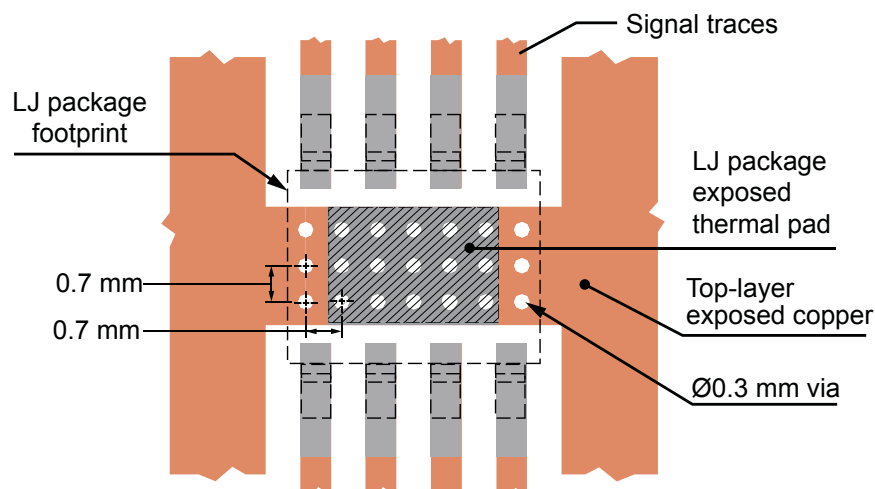 Signal traces
LJ package
footprint
LJ package
exposed
thermal pad
0.7 mm
Top-layer
exposed copper
0.7 mm
Ø0.3 mm via